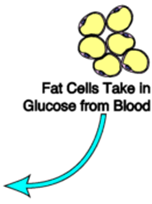 Fat Cells Take in
Glucose from Blood